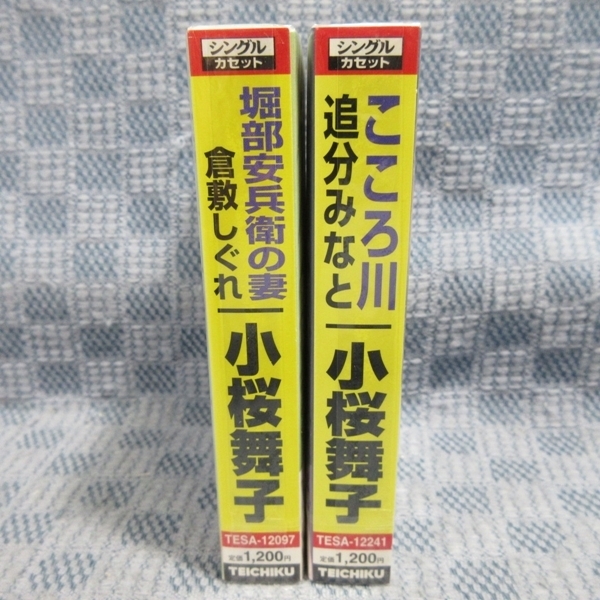 シングル
カセット
堀部安兵衛の妻
倉敷しぐれ
小桜舞子
TESA-12097
定価1,200円
TEICHIKU
シングル
カセット
こころ川
追分みなと
小桜舞子
TESA-12241
定価1,200円
TEICHIKU